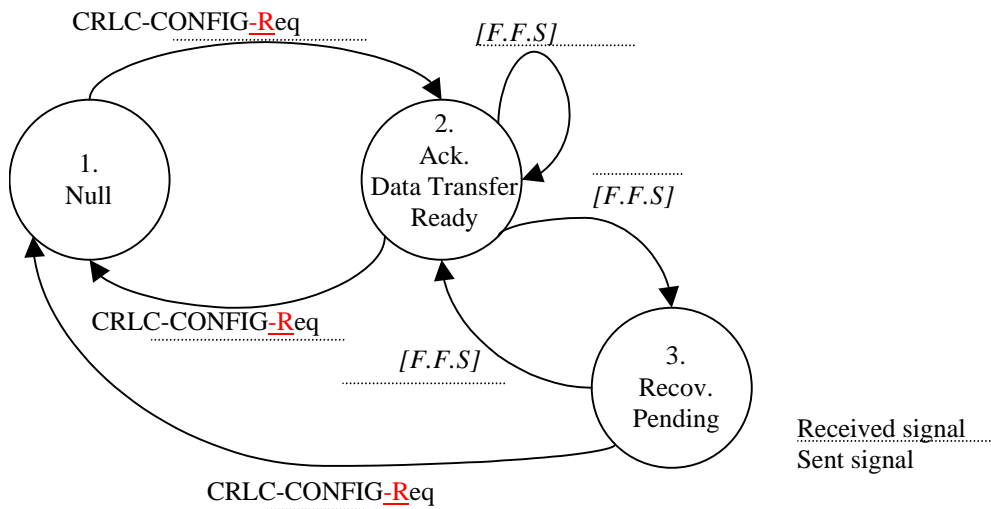 CRLC-CONFIG-Req
[F.F.S]
1.
Null
2.
Ack.
Data Transfer
Ready
[F.F.S]
CRLC-CONFIG-Req
[F.F.S]
3.
Recov.
Pending
Received signal
Sent signal
CRLC-CONFIG-Req